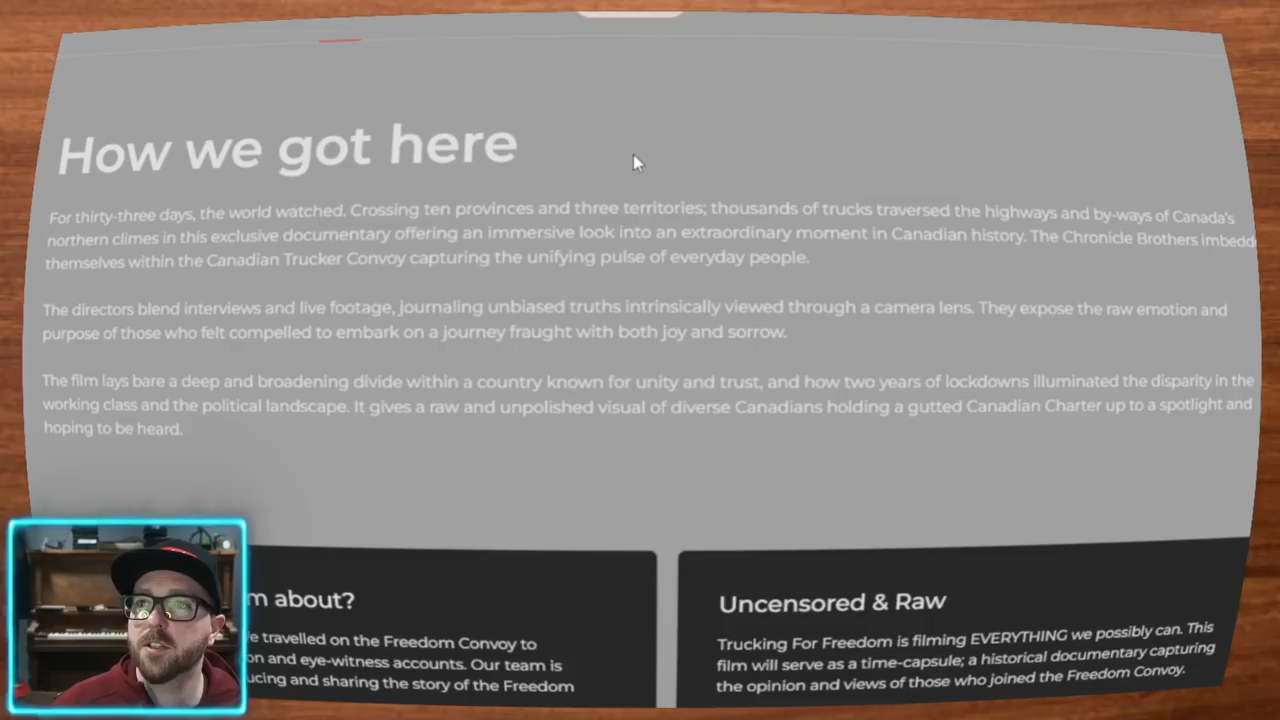 How we got here
For thirty-three days, the world watched. Crossing ten provinces and three territories; thousands of trucks traversed the highways and by-ways of Canada's
northern climes in this exclusive documentary offering an immersive look into an extraordinary moment in Canadian history. The Chronicle Brothers imbedd
themselves within the Canadian Trucker Convoy capturing the unifying pulse of everyday people.
The directors blend interviews and live footage, journaling unbiased truths intrinsically viewed through a camera lens. They expose the raw emotion and
purpose of those who felt compelled to embark on a journey fraught with both joy and sorrow.
The film lays bare a deep and broadening divide within a country known for unity and trust, and how two years of lockdowns illuminated the disparity in the
working class and the political landscape. It gives a raw and unpolished visual of diverse Canadians holding a gutted Canadian Charter up to a spotlight and
hoping to be heard.
m about?
travelled on the Freedom Convoy to
on and eye-witness accounts. Our team is
ucing and sharing the story of the Freedom
Uncensored & Raw
Trucking For Freedom is filming EVERYTHING we possibly can. This
film will serve as a time-capsule; a historical documentary capturing
the opinion and views of those who joined the Freedom Convoy.